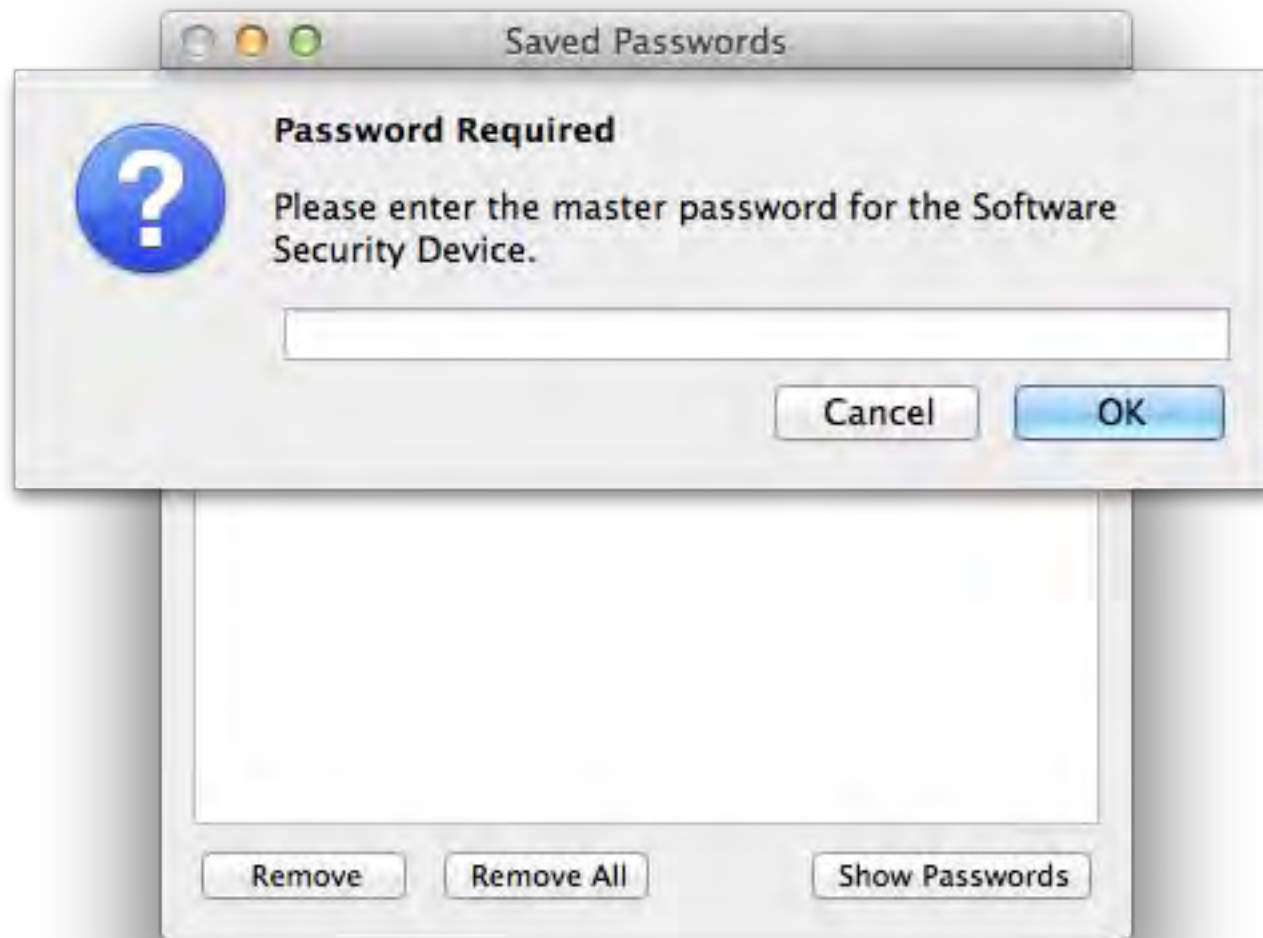 Saved Passwords
Password Required
Please enter the master password for the Software
Security Device.
Cancel OK
Remove Remove All Show Passwords